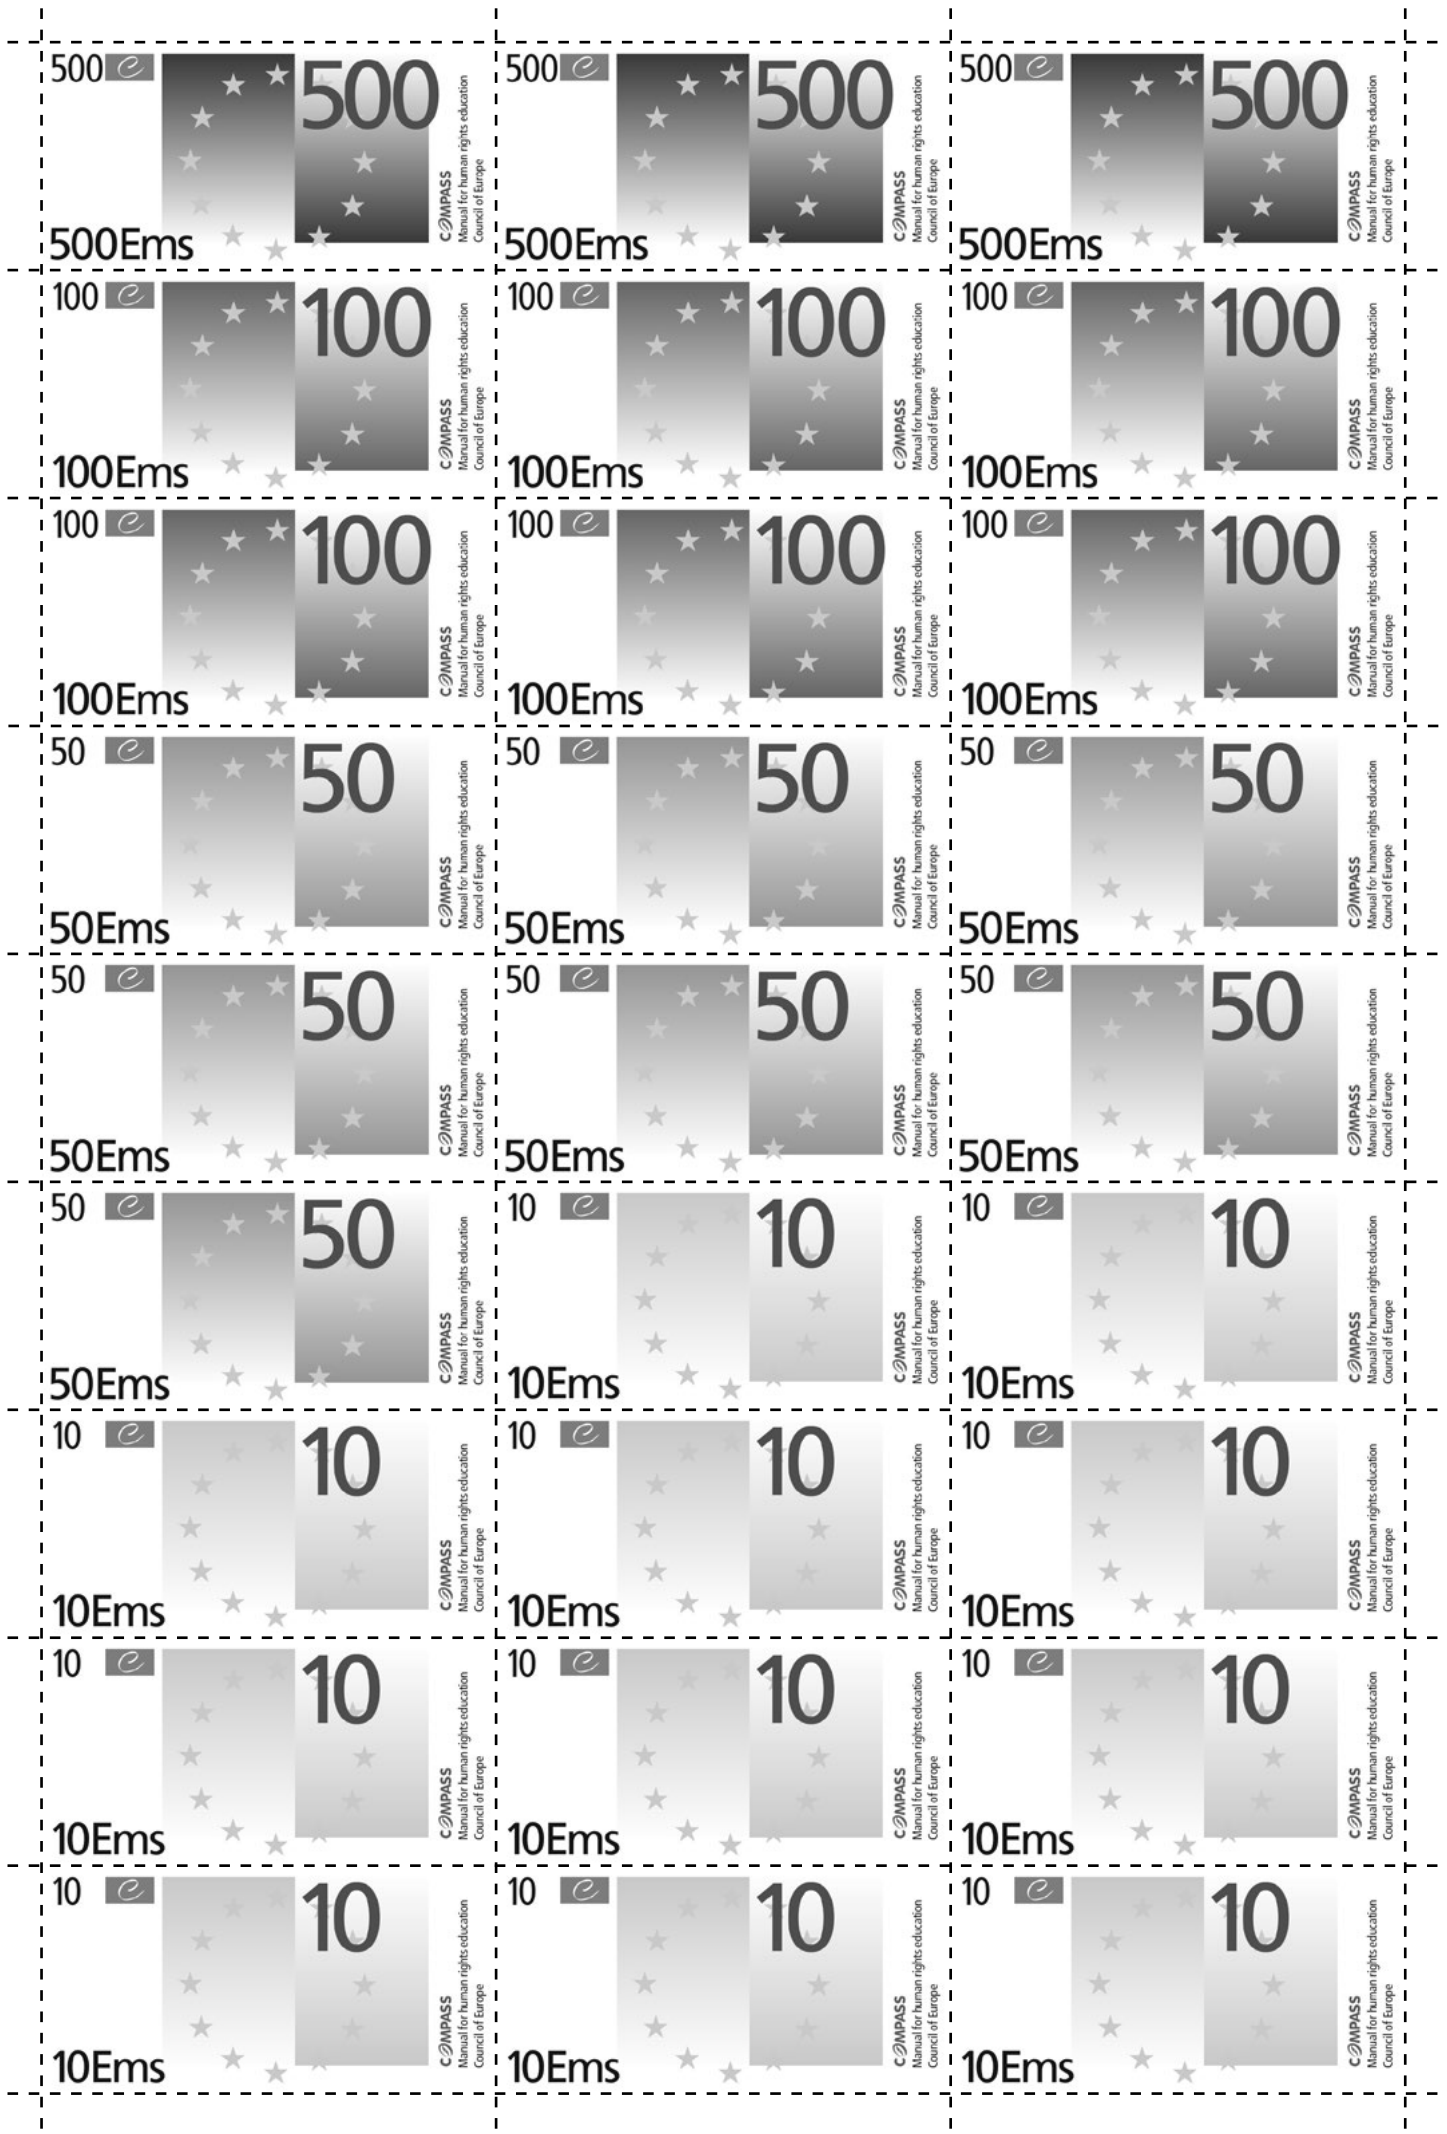 500 500
500Ems
COMPASS
Manual for human rights education
Council of Europe
500 500
500Ems
COMPASS
Manual for human rights education
Council of Europe
500 500
500Ems
COMPASS
Manual for human rights education
Council of Europe
100 100
100Ems
COMPASS
Manual for human rights education
Council of Europe
100 100
100Ems
COMPASS
Manual for human rights education
Council of Europe
100 100
100Ems
COMPASS
Manual for human rights education
Council of Europe
100 100
100Ems
COMPASS
Manual for human rights education
Council of Europe
100 100
100Ems
COMPASS
Manual for human rights education
Council of Europe
100 100
100Ems
COMPASS
Manual for human rights education
Council of Europe
50 50
50Ems
COMPASS
Manual for human rights education
Council of Europe
50 50
50Ems
COMPASS
Manual for human rights education
Council of Europe
50 50
50Ems
COMPASS
Manual for human rights education
Council of Europe
50 50
50Ems
COMPASS
Manual for human rights education
Council of Europe
50 50
50Ems
COMPASS
Manual for human rights education
Council of Europe
50 50
50Ems
COMPASS
Manual for human rights education
Council of Europe
50 50
50Ems
COMPASS
Manual for human rights education
Council of Europe
10 10
10Ems
COMPASS
Manual for human rights education
Council of Europe
10 10
10Ems
COMPASS
Manual for human rights education
Council of Europe
10 10
10Ems
COMPASS
Manual for human rights education
Council of Europe
10 10
10Ems
COMPASS
Manual for human rights education
Council of Europe
10 10
10Ems
COMPASS
Manual for human rights education
Council of Europe
10 10
10Ems
COMPASS
Manual for human rights education
Council of Europe
10 10
10Ems
COMPASS
Manual for human rights education
Council of Europe
10 10
10Ems
COMPASS
Manual for human rights education
Council of Europe
10 10
10Ems
COMPASS
Manual for human rights education
Council of Europe
10 10
10Ems
COMPASS
Manual for human rights education
Council of Europe
10 10
10Ems
COMPASS
Manual for human rights education
Council of Europe